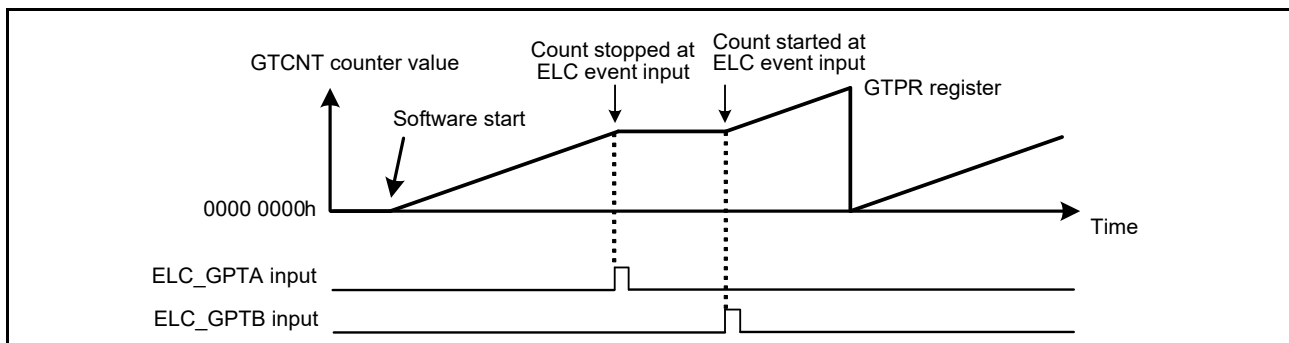 GTCNT counter value
Software start
Count stopped at
ELC event input
Count started at
ELC event input
GTPR register
0000 0000h
Time
ELC_GPTA input
ELC_GPTB input